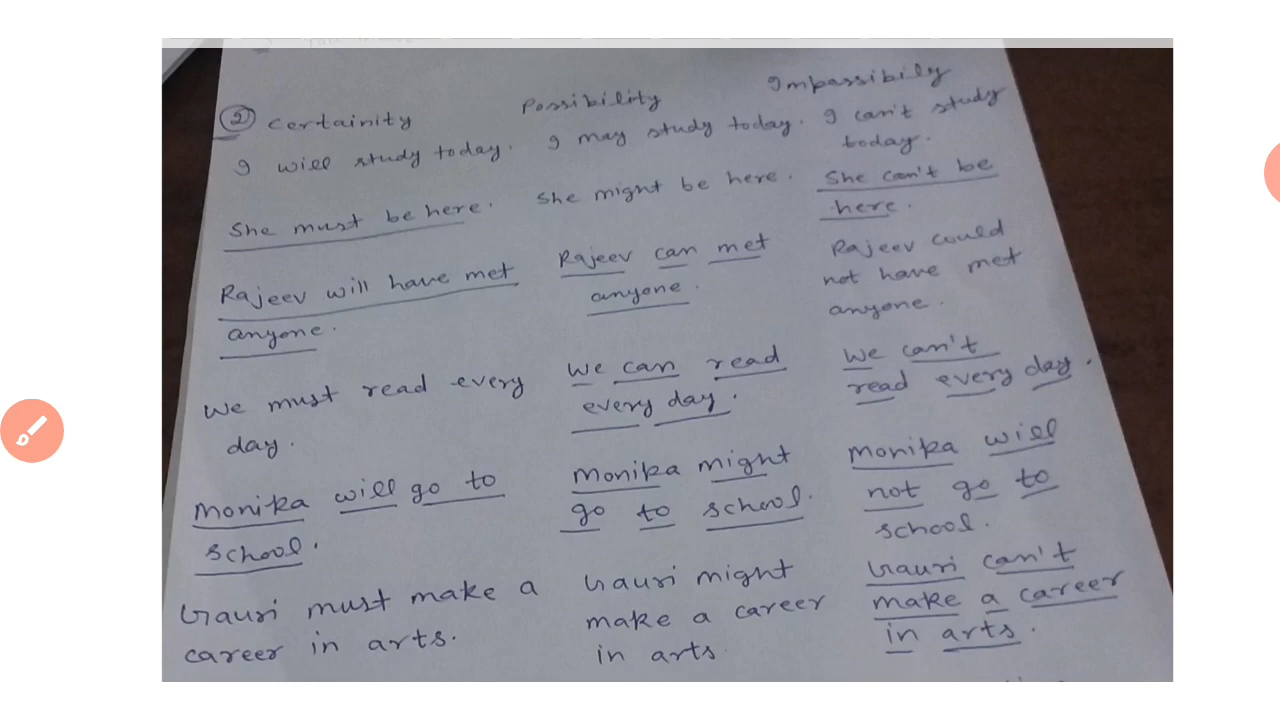 ② Certainity Possibility Impassibily
I will study today. I may study today. I can't study
today.
She must be here. She might be here. She can't be
here.
Rajeev will have met
anyone.
Rajeev can met
anyone.
Rajeev could
not have met
anyone.
We must read every
day.
We can read
every day.
We can't
read every day.
Monika will go to
school.
Monika might
go to school.
Monika will
not go to
school.
Gauri must make a
career in arts.
Gauri might
make a career
in arts.
Gauri can't
make a career
in arts.